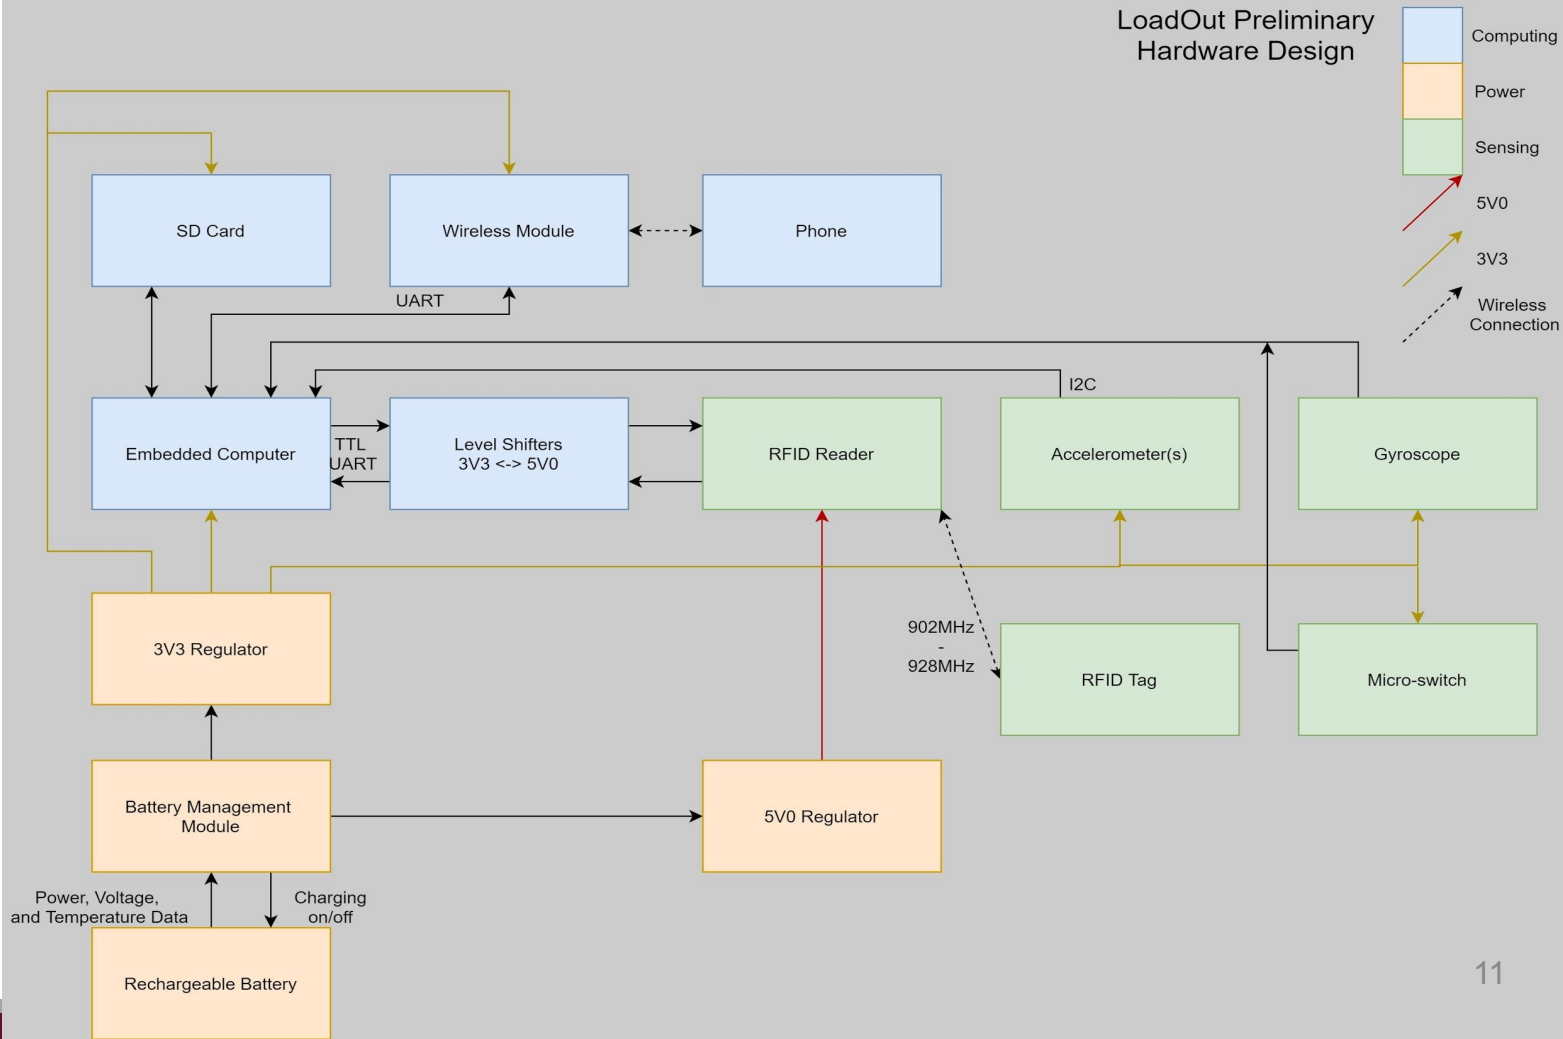 LoadOut Preliminary
Hardware Design
Computing
Power
Sensing
5V0
3V3
Wireless
Connection
SD Card
Wireless Module
Phone
UART
I2C
Embedded Computer
TTL
UART
Level Shifters
3V3 <-> 5V0
RFID Reader
Accelerometer(s)
Gyroscope
902MHz
-
928MHz
3V3 Regulator
RFID Tag
Micro-switch
Battery Management
Module
5V0 Regulator
Power, Voltage,
and Temperature Data
Charging
on/off
Rechargeable Battery
11